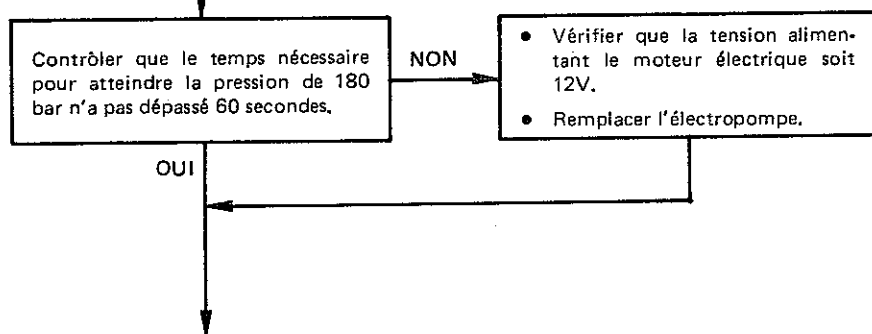 Contrôler que le temps nécessaire
pour atteindre la pression de 180
bar n'a pas dépassé 60 secondes.
NON
• Vérifier que la tension alimen-
tant le moteur électrique soit
12V.
• Remplacer l'électropompe.
OUI